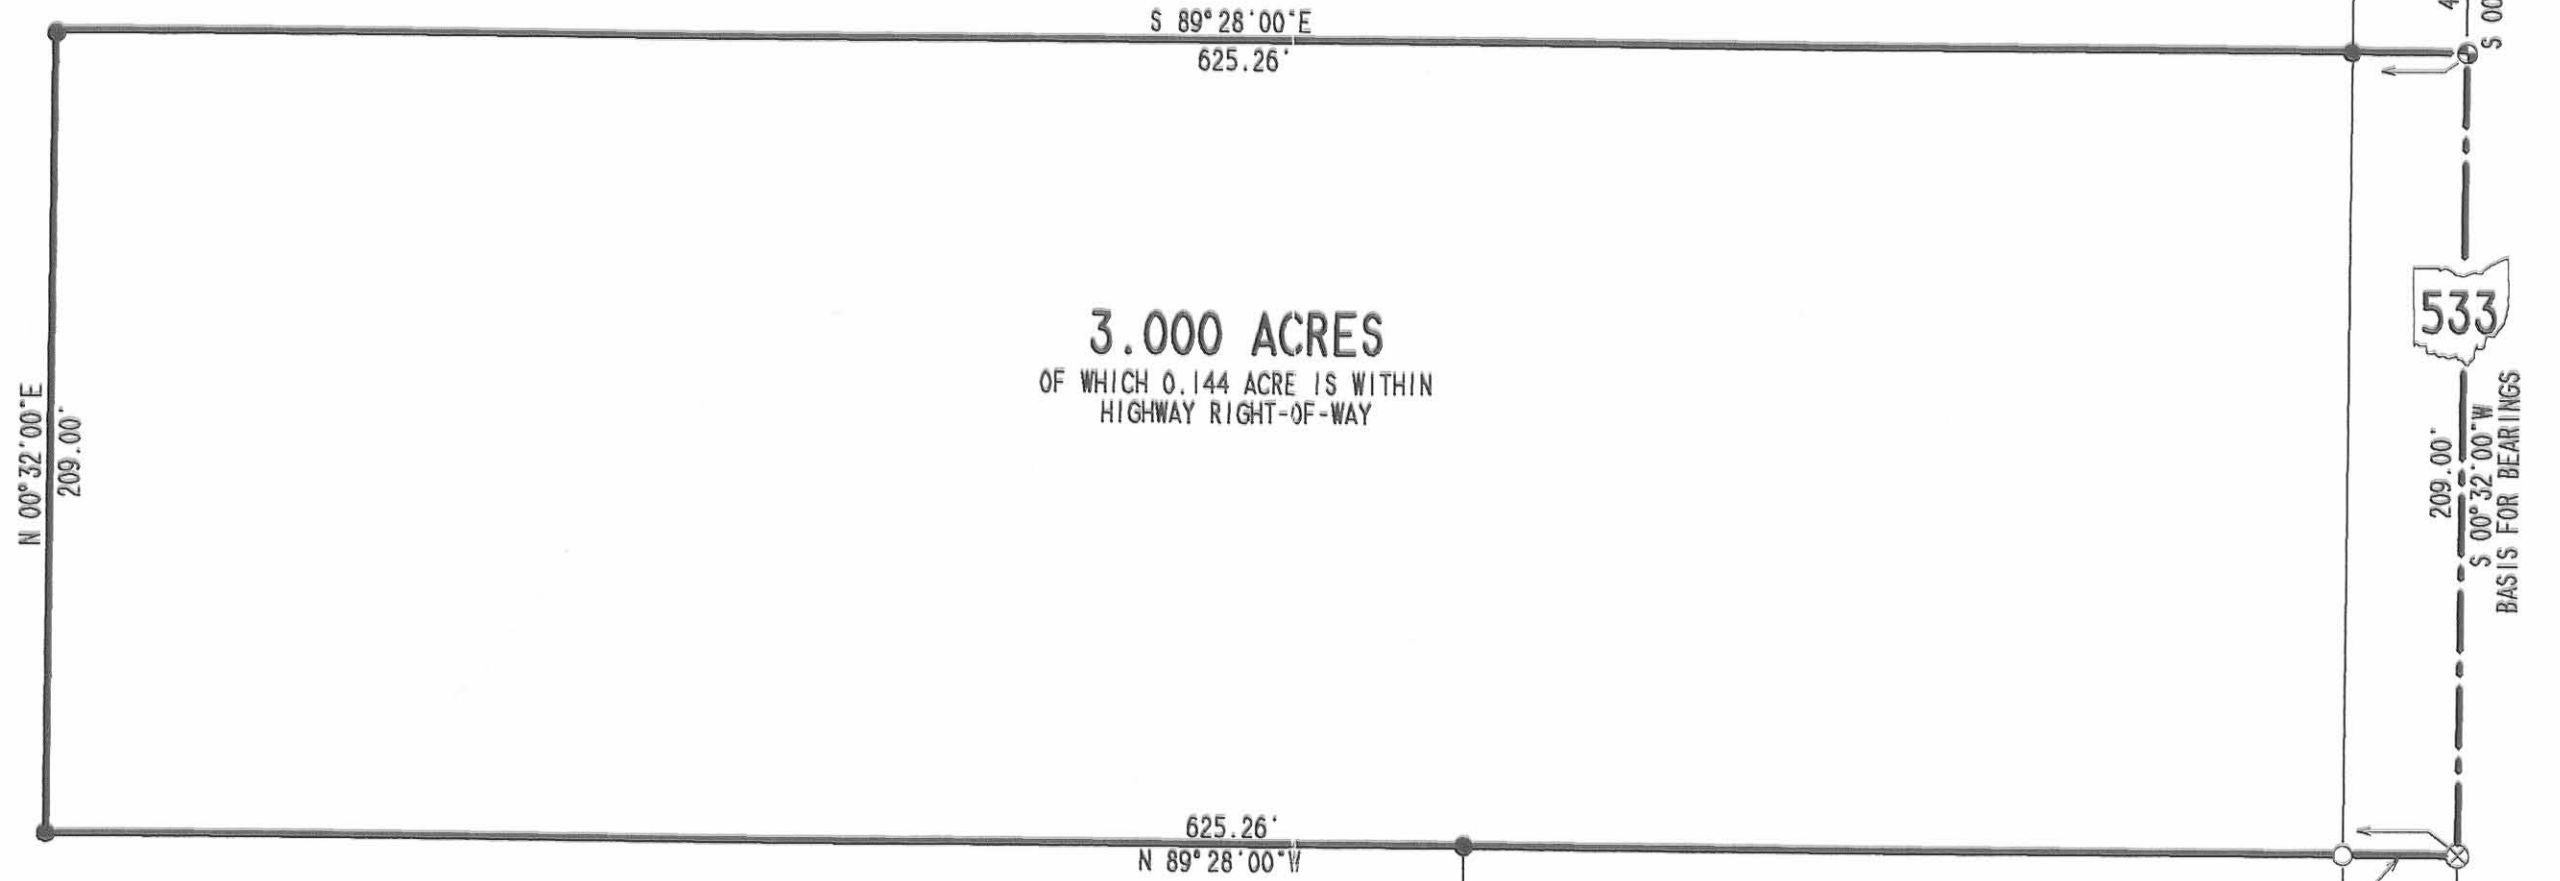 S 89°28'00"E
625.26'
4
S 00
3.000 ACRES
OF WHICH 0.144 ACRE IS WITHIN
HIGHWAY RIGHT-OF-WAY
533
N 00°32'00"E
209.00'
209.00'
S 00°32'00"W
BASIS FOR BEARINGS
625.26'
N 89°28'00"W